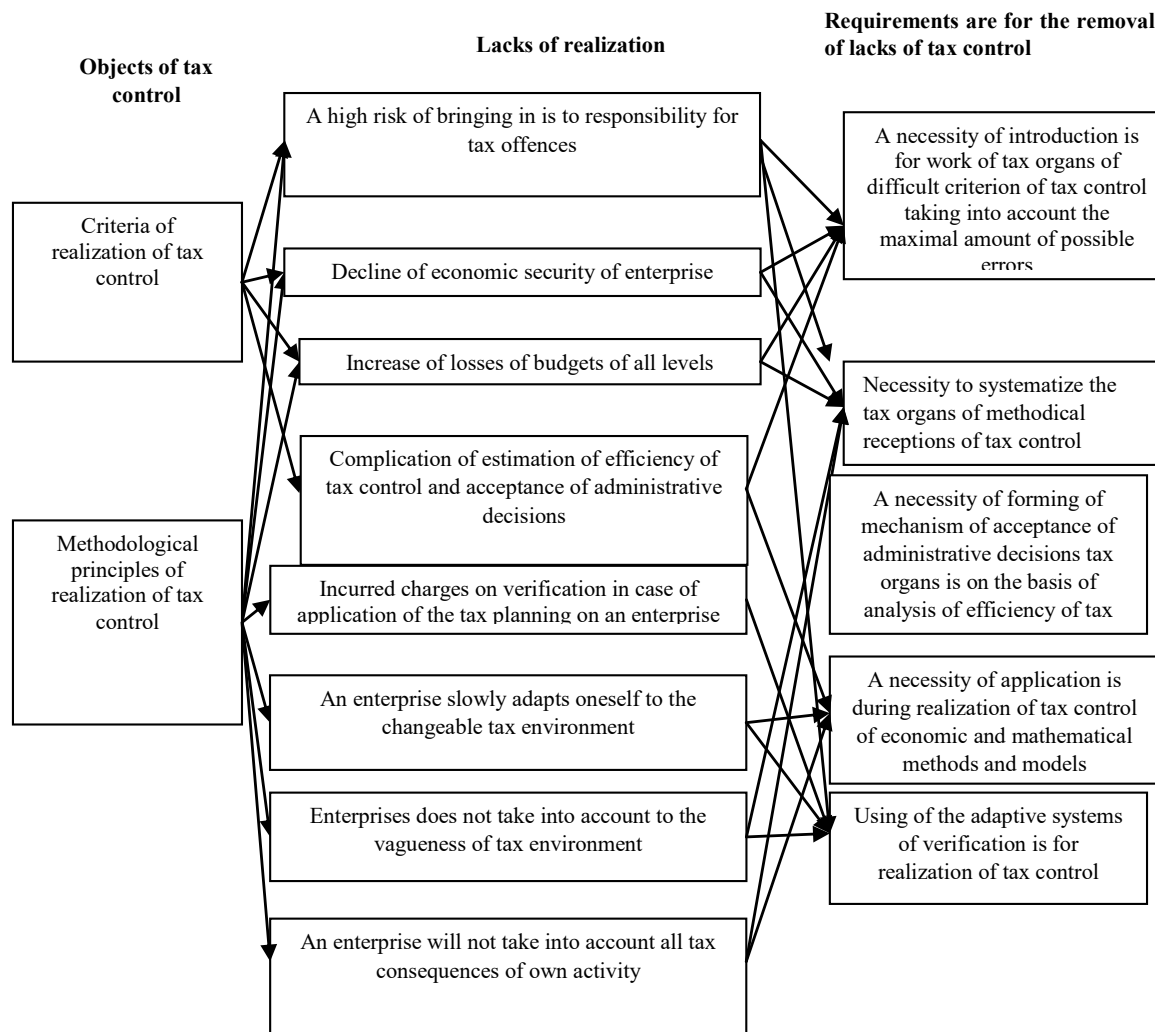 Objects of tax
control
Lacks of realization
Requirements are for the removal
of lacks of tax control
Criteria of
realization of tax
control
Methodological
principles of
realization of tax
control
A high risk of bringing in is to responsibility for
tax offences
Decline of economic security of enterprise
Increase of losses of budgets of all levels
Complication of estimation of efficiency of
tax control and acceptance of administrative
decisions
Incurred charges on verification in case of
application of the tax planning on an enterprise
An enterprise slowly adapts oneself to the
changeable tax environment
Enterprises does not take into account to the
vagueness of tax environment
An enterprise will not take into account all tax
consequences of own activity
A necessity of introduction is
for work of tax organs of
difficult criterion of tax control
taking into account the
maximal amount of possible
errors
Necessity to systematize the
tax organs of methodical
receptions of tax control
A necessity of forming of
mechanism of acceptance of
administrative decisions tax
organs is on the basis of
analysis of efficiency of tax
A necessity of application is
during realization of tax control
of economic and mathematical
methods and models
Using of the adaptive systems
of verification is for
realization of tax control